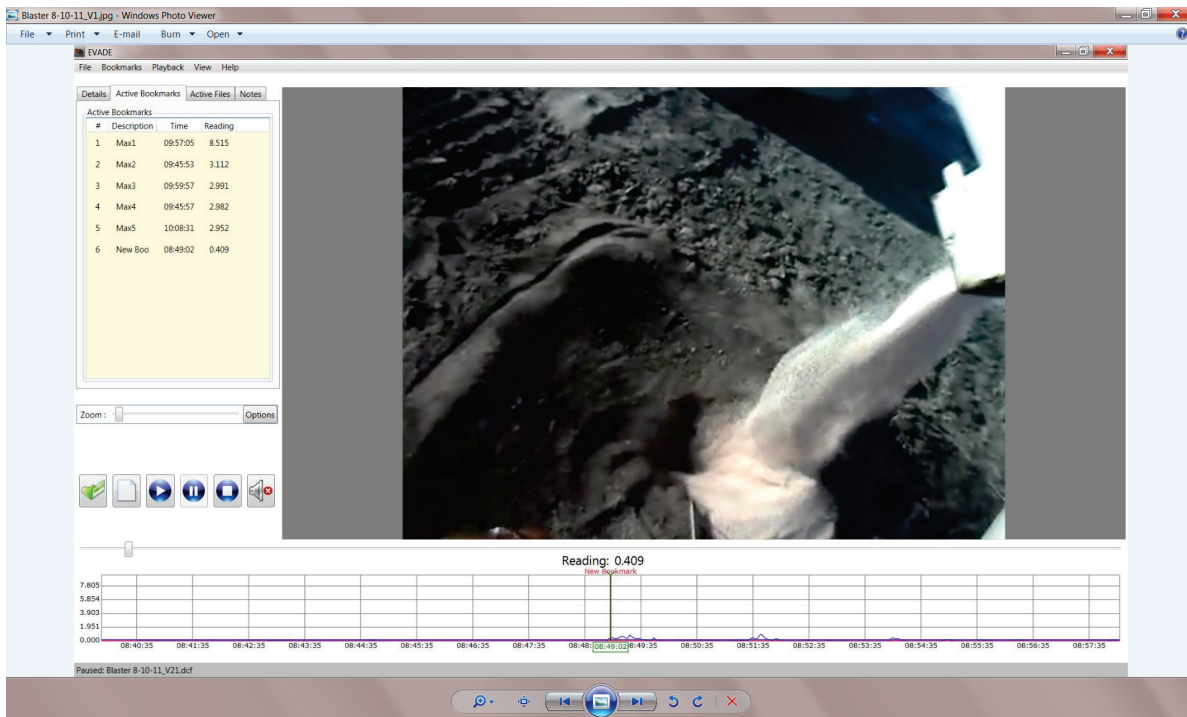 Blaster 8-10-11_V1.jpg - Windows Photo Viewer
File Print E-mail Burn Open
EVADE
File Bookmarks Playback View Help
Details Active Bookmarks Active Files Notes
Active Bookmarks
# Description Time Reading
1 Max1 09:57:05 8.515
2 Max2 09:45:53 3.112
3 Max3 09:59:57 2.991
4 Max4 09:45:57 2.982
5 Max5 10:08:31 2.952
6 New Boo 08:49:02 0.409
Zoom : Options
Reading: 0.409
New Bookmark
7.805
5.854
3.903
1.951
0.000
08:40:35 08:41:35 08:42:35 08:43:35 08:44:35 08:45:35 08:46:35 08:47:35 08:48: 08:49:02 8:49:35 08:50:35 08:51:35 08:52:35 08:53:35 08:54:35 08:55:35 08:56:35 08:57:35
Paused: Blaster 8-10-11_V21.dcf